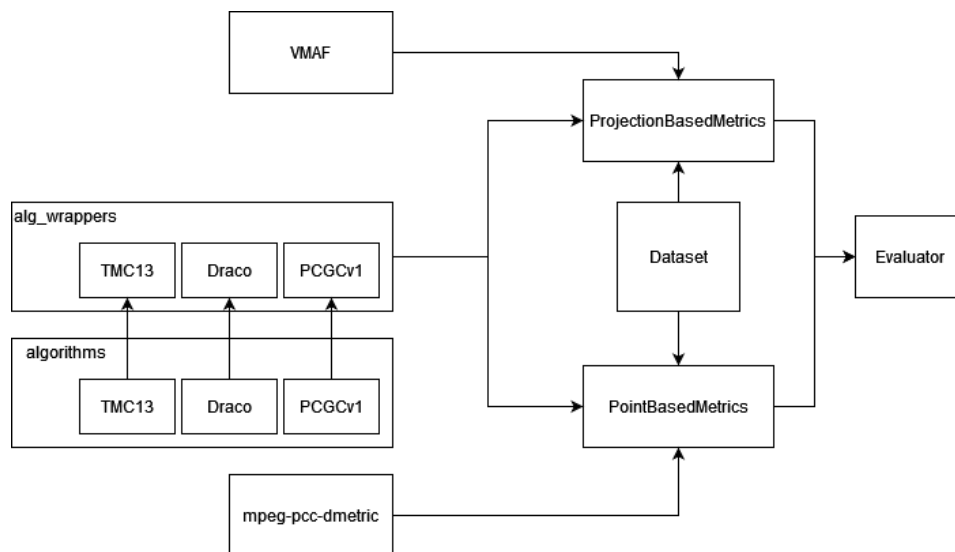 VMAF
ProjectionBasedMetrics
alg_wrappers
TMC13
Draco
PCGCv1
Dataset
Evaluator
algorithms
TMC13
Draco
PCGCv1
PointBasedMetrics
mpeg-pcc-dmetric